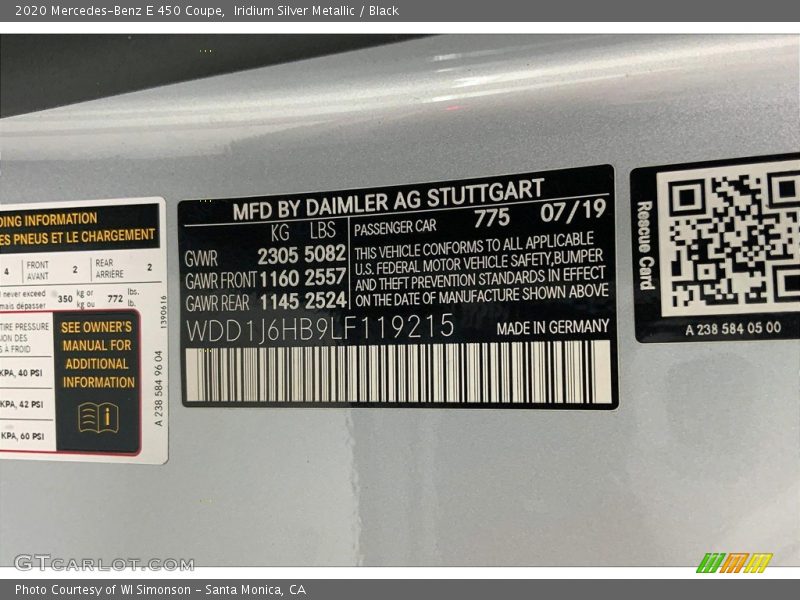 2020 Mercedes-Benz E 450 Coupe,  Iridium Silver Metallic / Black
DING INFORMATION
ES PNEUS ET LE CHARGEMENT
4 FRONT AVANT 2 REAR ARRIÈRE 2
never exceed
mais dépasser 350 kg or kg ou 772 lbs. lb.
TIRE PRESSURE
SION DES
À FROID
KPA, 40 PSI
KPA, 42 PSI
KPA, 60 PSI
SEE OWNER'S
MANUAL FOR
ADDITIONAL
INFORMATION
i
1390616
A 238 584 96 04
MFD BY DAIMLER AG STUTTGART
KG LBS
GVWR 2305 5082
GAWR FRONT 1160 2557
GAWR REAR 1145 2524
PASSENGER CAR 775 07/19
THIS VEHICLE CONFORMS TO ALL APPLICABLE
U.S. FEDERAL MOTOR VEHICLE SAFETY,BUMPER
AND THEFT PREVENTION STANDARDS IN EFFECT
ON THE DATE OF MANUFACTURE SHOWN ABOVE
WDD1J6HB9LF119215 MADE IN GERMANY
Rescue Card
A 238 584 05 00
GTCARLOT.COM
Photo Courtesy of WI Simonson - Santa Monica, CA